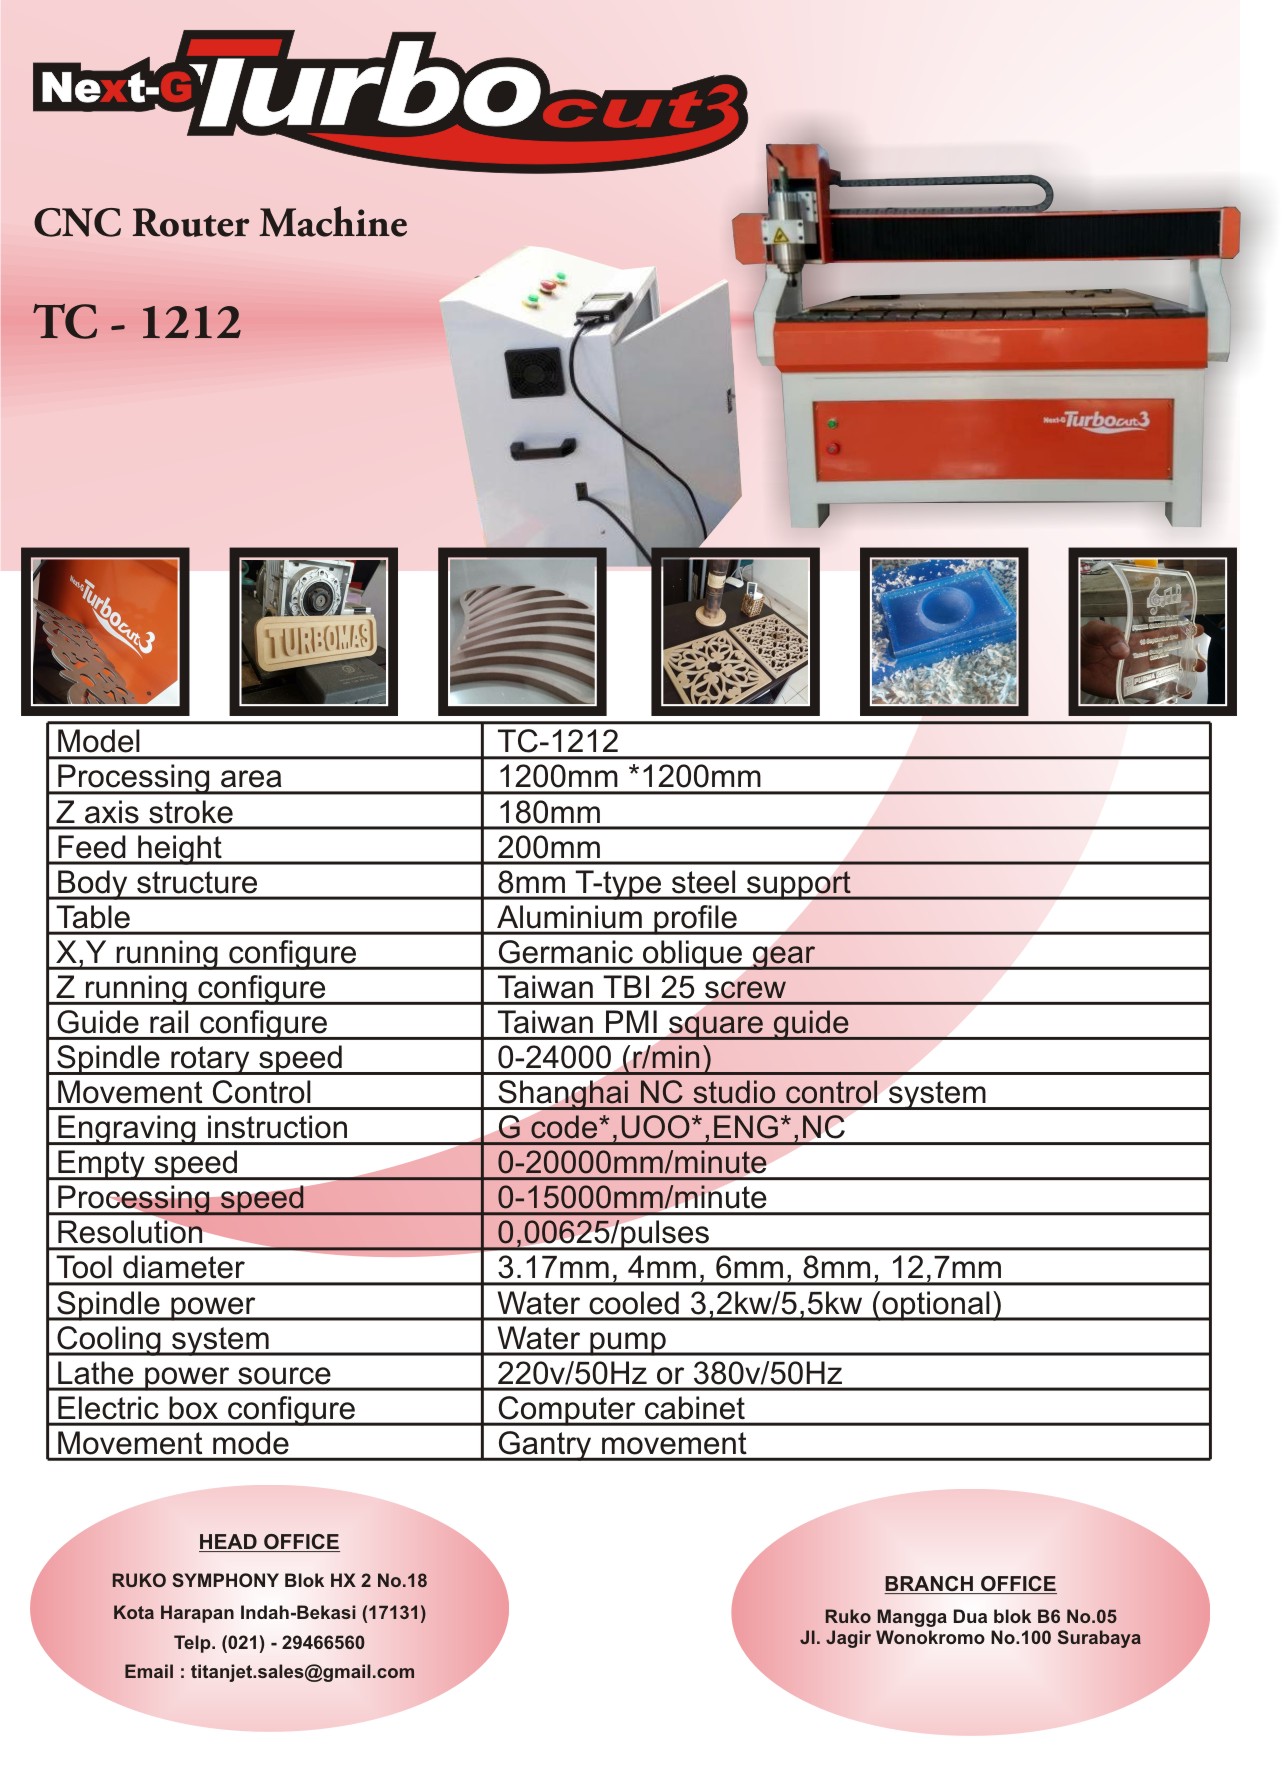 Next-G Turbo cut3
CNC Router Machine
TC - 1212
Next-G Turbo cut3
Next-G Turbo cut3
TURBOMAS
Model TC-1212
Processing area 1200mm *1200mm
Z axis stroke 180mm
Feed height 200mm
Body structure 8mm T-type steel support
Table Aluminium profile
X,Y running configure Germanic oblique gear
Z running configure Taiwan TBI 25 screw
Guide rail configure Taiwan PMI square guide
Spindle rotary speed 0-24000 (r/min)
Movement Control Shanghai NC studio control system
Engraving instruction G code*,UOO*,ENG*,NC
Empty speed 0-20000mm/minute
Processing speed 0-15000mm/minute
Resolution 0,00625/pulses
Tool diameter 3.17mm, 4mm, 6mm, 8mm, 12,7mm
Spindle power Water cooled 3,2kw/5,5kw (optional)
Cooling system Water pump
Lathe power source 220v/50Hz or 380v/50Hz
Electric box configure Computer cabinet
Movement mode Gantry movement
HEAD OFFICE
RUKO SYMPHONY Blok HX 2 No.18
Kota Harapan Indah-Bekasi (17131)
Telp. (021) - 29466560
Email : titanjet.sales@gmail.com
BRANCH OFFICE
Ruko Mangga Dua blok B6 No.05
Jl. Jagir Wonokromo No.100 Surabaya